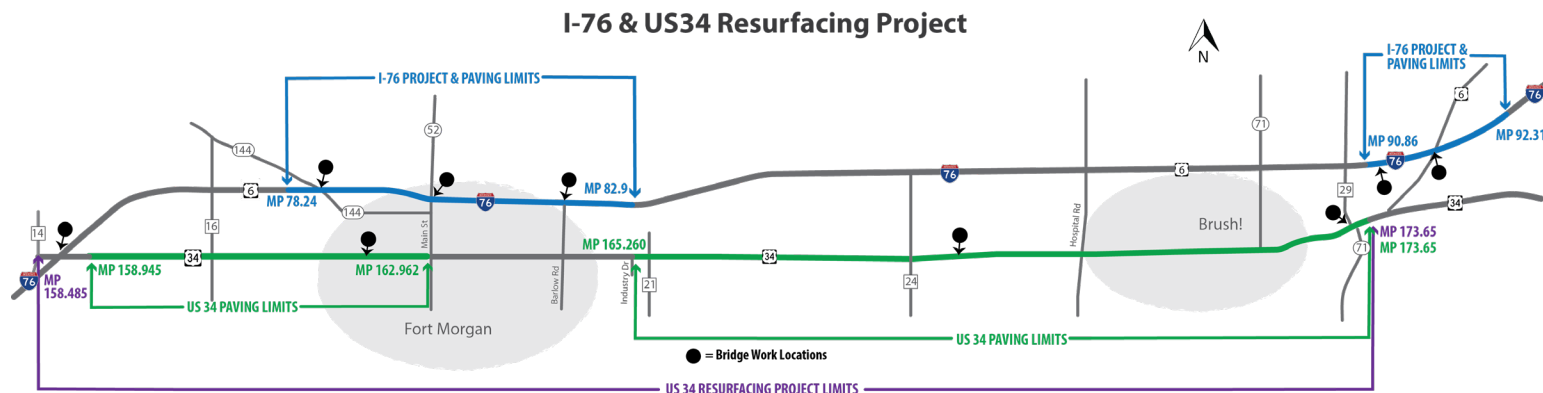 I-76 & US34 Resurfacing Project
N
I-76 PROJECT & PAVING LIMITS
I-76 PROJECT &
PAVING LIMITS
6
76
52
71
144
MP 90.86
76
MP 92.31
6
76
6
MP 78.24
144
76
MP 82.9
29
34
14
16
Main St
Hospital Rd
Brush!
MP 165.260
MP 173.65
MP 173.65
71
34
MP 158.945
MP 162.962
34
76
MP
158.485
Barlow Rd
Industry Dr
21
24
US 34 PAVING LIMITS
Fort Morgan
US 34 PAVING LIMITS
= Bridge Work Locations
US 34 RESURFACING PROJECT LIMITS